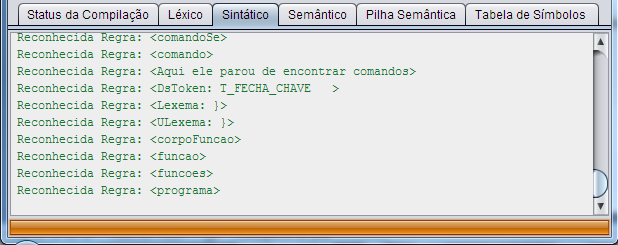 Status da Compilação Léxico Sintático Semântico Pilha Semântica Tabela de Símbolos
Reconhecida Regra: <comandoSe>
Reconhecida Regra: <comando>
Reconhecida Regra: <Aqui ele parou de encontrar comandos>
Reconhecida Regra: <DsToken: T_FECHA_CHAVE   >
Reconhecida Regra: <Lexema: }>
Reconhecida Regra: <ULexema: }>
Reconhecida Regra: <corpoFuncao>
Reconhecida Regra: <funcao>
Reconhecida Regra: <funcoes>
Reconhecida Regra: <programa>